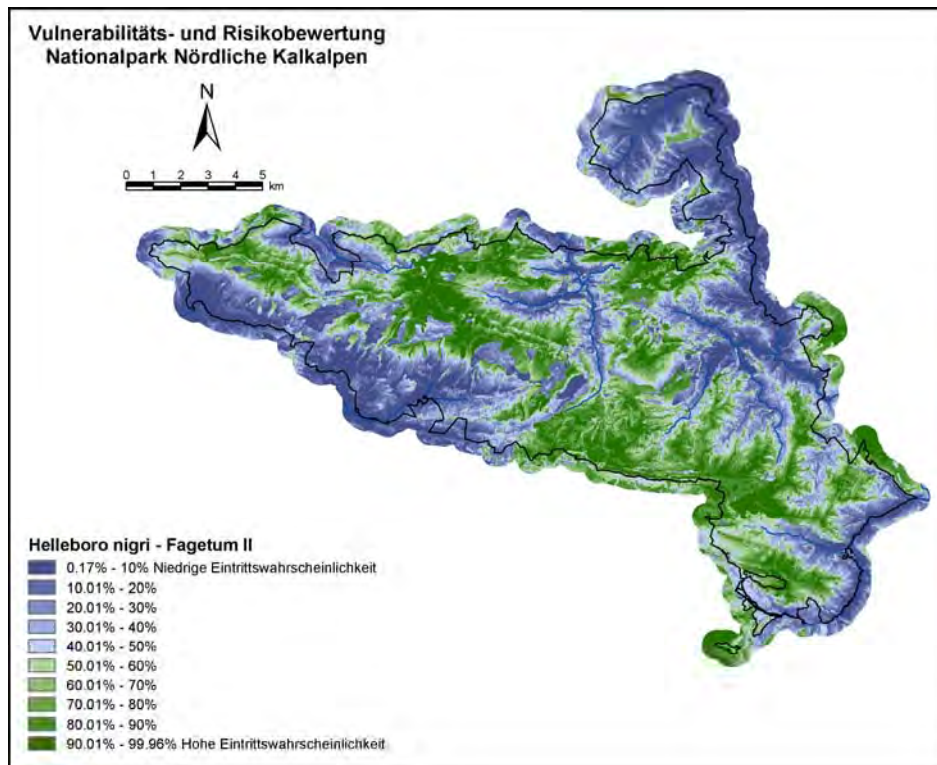 Vulnerabilitäts- und Risikobewertung
Nationalpark Nördliche Kalkalpen
N
0 1 2 3 4 5
km
Helleboro nigri - Fagetum II
0.17% - 10% Niedrige Eintrittswahrscheinlichkeit
10.01% - 20%
20.01% - 30%
30.01% - 40%
40.01% - 50%
50.01% - 60%
60.01% - 70%
70.01% - 80%
80.01% - 90%
90.01% - 99.96% Hohe Eintrittswahrscheinlichkeit